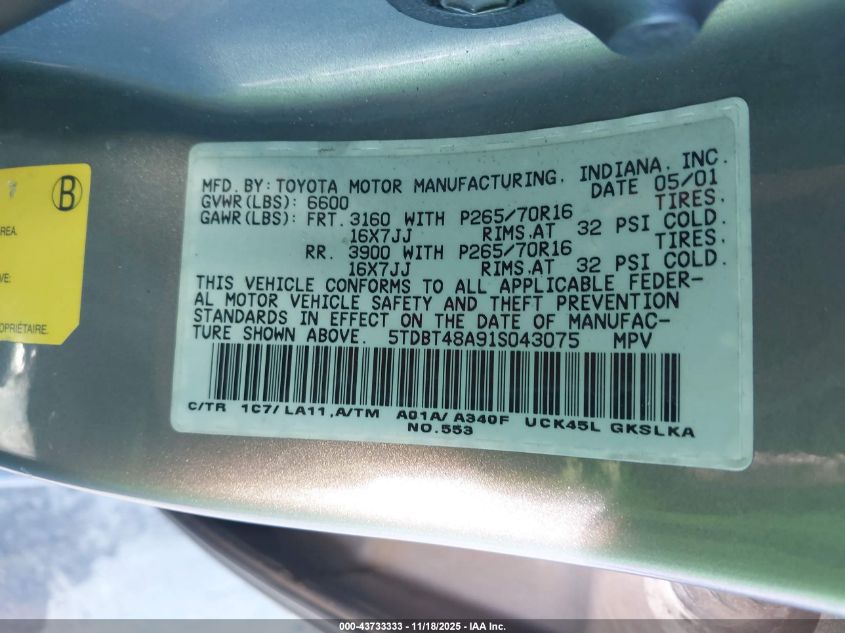 B
AREA.
VE:
OPRIÉTAIRE.
MFD. BY: TOYOTA MOTOR MANUFACTURING, INDIANA, INC.
GVWR(LBS): 6600 DATE 05/01
GAWR(LBS): FRT. 3160 WITH P265/70R16 TIRES.
16X7JJ RIMS.AT 32 PSI COLD.
RR. 3900 WITH P265/70R16 TIRES.
16X7JJ RIMS.AT 32 PSI COLD.
THIS VEHICLE CONFORMS TO ALL APPLICABLE FEDER-
AL MOTOR VEHICLE SAFETY AND THEFT PREVENTION
STANDARDS IN EFFECT ON THE DATE OF MANUFAC-
TURE SHOWN ABOVE. 5TDBT48A91S043075 MPV
C/TR 1C7/LA11,A/TM A01A/A340F UCK45L GKSLKA
NO.553
000-43733333 - 11/18/2025 - IAA Inc.